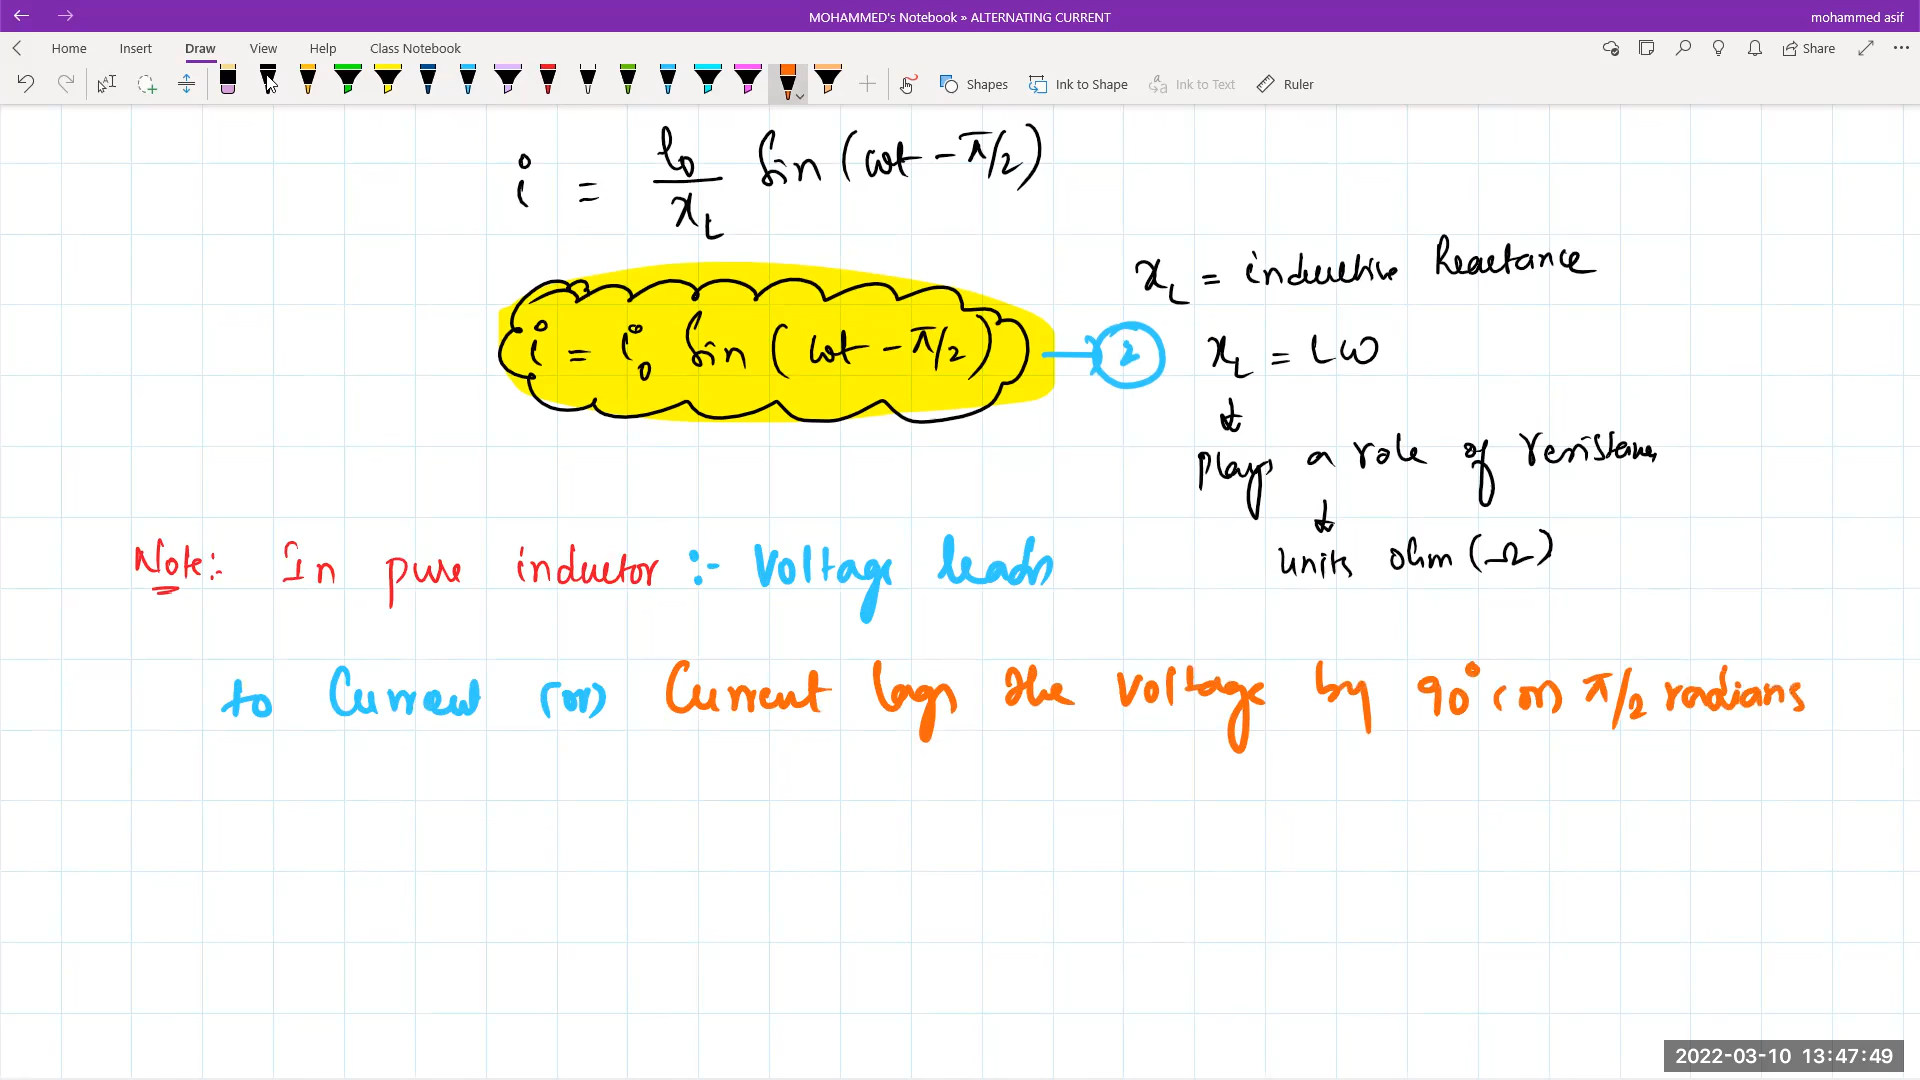 MOHAMMED's Notebook » ALTERNATING CURRENT
mohammed asif
Home Insert Draw View Help Class Notebook
Share
Shapes Ink to Shape Ink to Text Ruler
i = l₀/x_L Sin (ωt − π/2)
x_L = inductive Reactance
i = i₀ Sin (ωt − π/2) → 2
x_L = Lω
↓
Plays a role of resistance
↓
units ohm (Ω)
Note:- In pure inductor :- Voltage leads
to Current (or) Current lags the Voltage by 90° (or) π/2 radians
2022-03-10 13:47:49